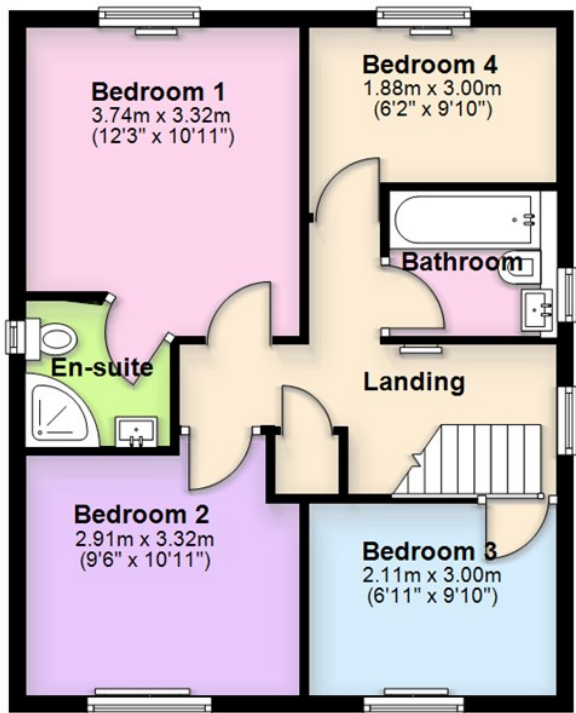 Bedroom 1
3.74m x 3.32m
(12'3" x 10'11")
Bedroom 4
1.88m x 3.00m
(6'2" x 9'10")
Bathroom
En-suite
Landing
Bedroom 2
2.91m x 3.32m
(9'6" x 10'11")
Bedroom 3
2.11m x 3.00m
(6'11" x 9'10")